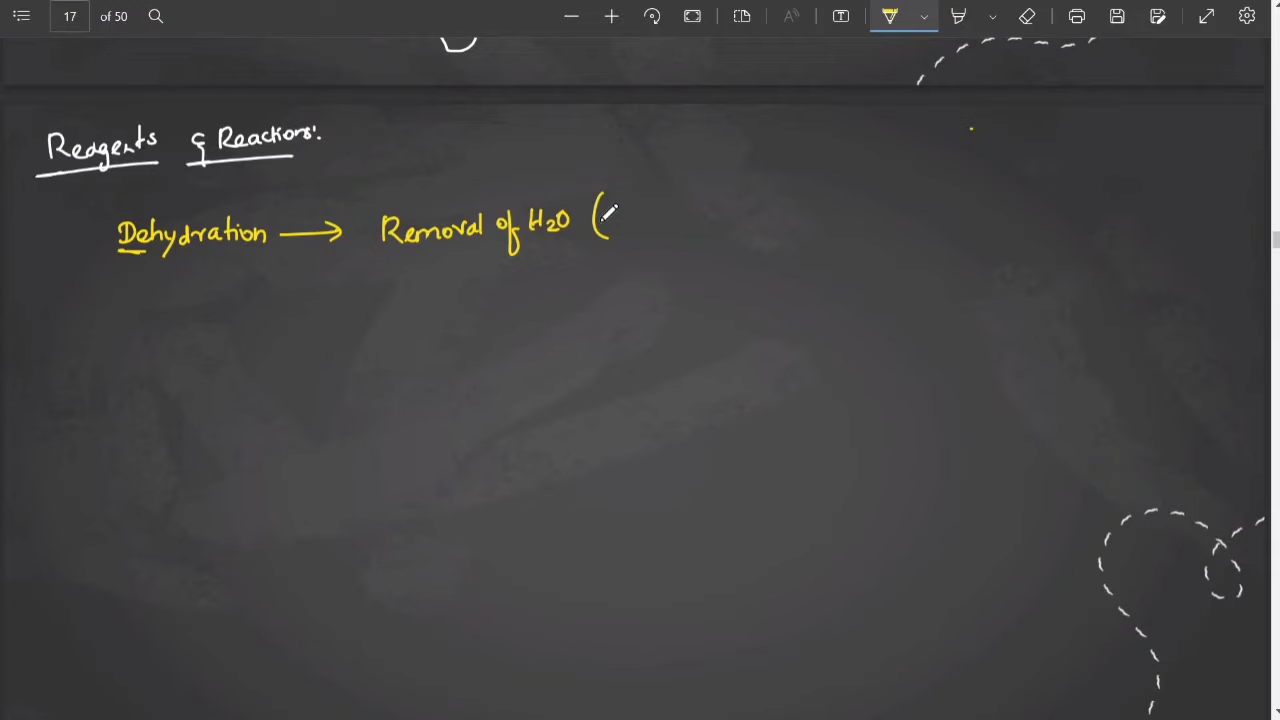 17 of 50
Reagents & Reactions:
Dehydration → Removal of H2O (